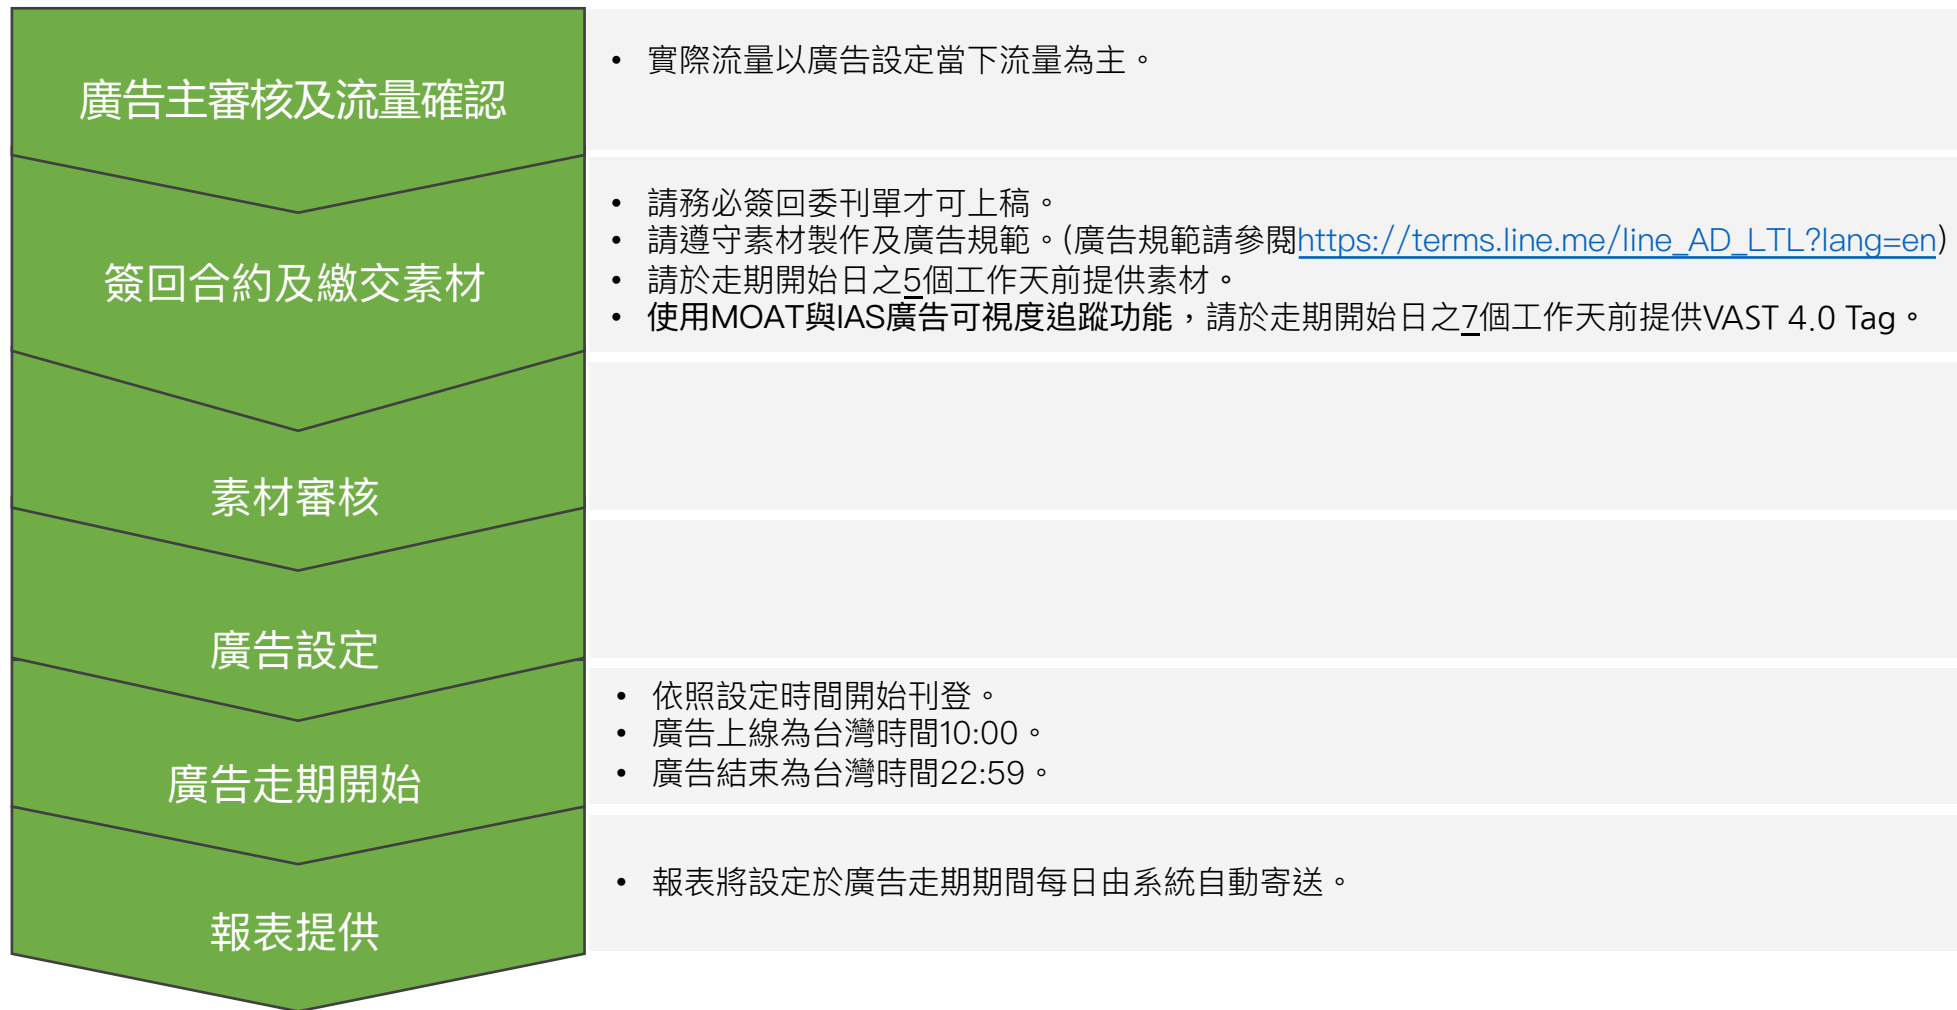 廣告主審核及流量確認
• 實際流量以廣告設定當下流量為主。
簽回合約及繳交素材
• 請務必簽回委刊單才可上稿。
• 請遵守素材製作及廣告規範。(廣告規範請參閱https://terms.line.me/line_AD_LTL?lang=en)
• 請於走期開始日之5個工作天前提供素材。
• 使用MOAT與IAS廣告可視度追蹤功能，請於走期開始日之7個工作天前提供VAST 4.0 Tag。
素材審核
廣告設定
廣告走期開始
• 依照設定時間開始刊登。
• 廣告上線為台灣時間10:00。
• 廣告結束為台灣時間22:59。
報表提供
• 報表將設定於廣告走期期間每日由系統自動寄送。